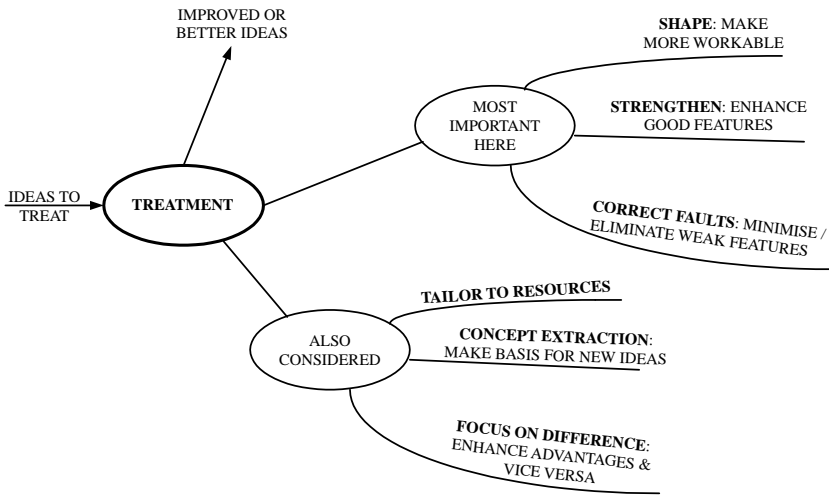 IMPROVED OR
BETTER IDEAS
IDEAS TO
TREAT
TREATMENT
MOST
IMPORTANT
HERE
SHAPE: MAKE
MORE WORKABLE
STRENGTHEN: ENHANCE
GOOD FEATURES
CORRECT FAULTS: MINIMISE /
ELIMINATE WEAK FEATURES
ALSO
CONSIDERED
TAILOR TO RESOURCES
CONCEPT EXTRACTION:
MAKE BASIS FOR NEW IDEAS
FOCUS ON DIFFERENCE:
ENHANCE ADVANTAGES &
VICE VERSA